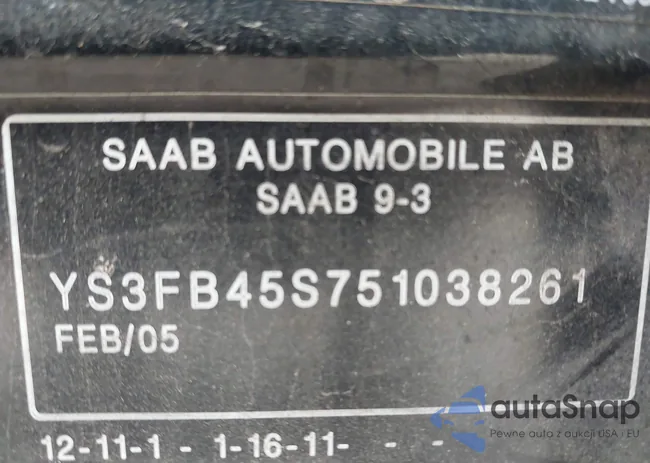 SAAB AUTOMOBILE AB
SAAB 9-3
YS3FB45S751038261
FEB/05
12-11-1 - 1-16-11- - -
autaSnap
Pewne auto z aukcji USA i EU